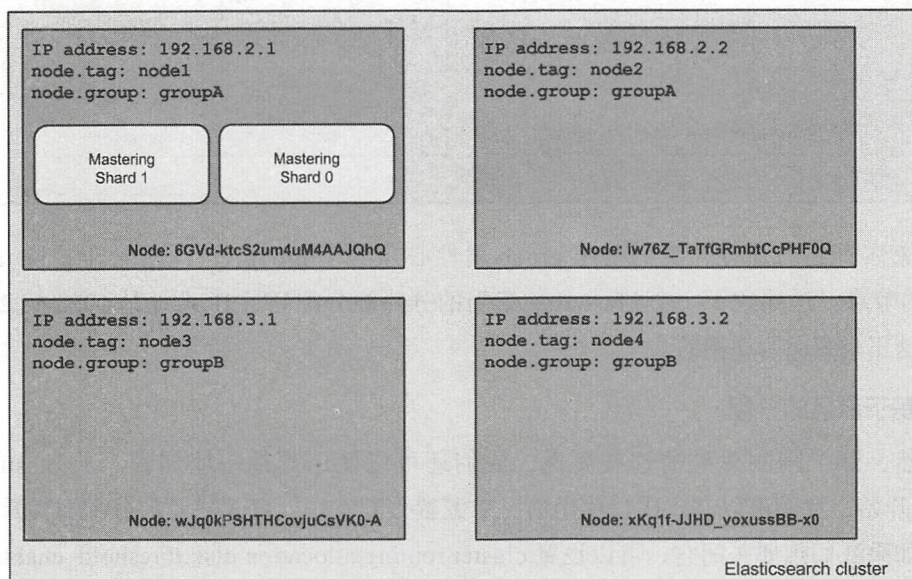 IP address: 192.168.2.1
node.tag: node1
node.group: groupA
Mastering
Shard 1
Mastering
Shard 0
Node: 6GVd-ktcS2um4uM4AAJQhQ
IP address: 192.168.2.2
node.tag: node2
node.group: groupA
Node: iw76Z_TaTfGRmbtCcPHF0Q
IP address: 192.168.3.1
node.tag: node3
node.group: groupB
Node: wJq0kPSHTHCovjuCsVK0-A
IP address: 192.168.3.2
node.tag: node4
node.group: groupB
Node: xKq1f-JJHD_voxussBB-x0
Elasticsearch cluster